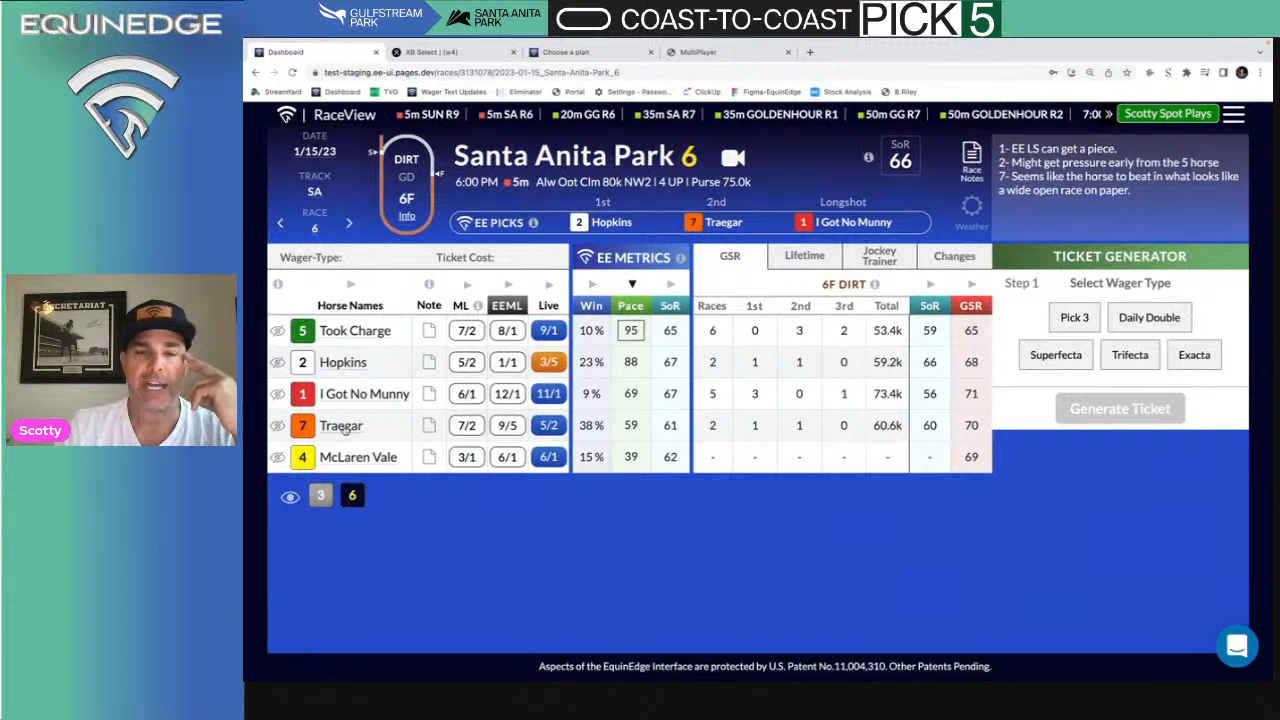 EQUINEDGE
GULFSTREAM PARK
SANTA ANITA PARK
COAST-TO-COAST PICK 5
Dashboard
XB Select | (w4)
Choose a plan
MultiPlayer
test-staging.ee-ui.pages.dev/races/3131078/2023-01-15_Santa-Anita-Park_6
StreamYard
Dashboard
TVG
Wager Text Updates
Eliminator
Portal
Settings - Passwo...
ClickUp
Figma-EquinEdge
Stock Analysis
B.Riley
RaceView
5m SUN R9
5m SA R6
20m GG R6
35m SA R7
35m GOLDENHOUR R1
50m GG R7
50m GOLDENHOUR R2
7:0
Scotty Spot Plays
DATE
1/15/23
TRACK
SA
RACE
6
S
F
DIRT
GD
6F
Info
Santa Anita Park 6
6:00 PM 5m Alw Opt Clm 80k NW2 | 4 UP | Purse 75.0k
SoR
66
Race Notes
Weather
1- EE LS can get a piece.
2- Might get pressure early from the 5 horse
7- Seems like the horse to beat in what looks like
a wide open race on paper.
1st 2nd Longshot
EE PICKS 2 Hopkins 7 Traegar 1 I Got No Munny
Wager-Type: Ticket Cost:
EE METRICS
GSR Lifetime Jockey Trainer Changes
6F DIRT
Horse Names Note ML EEML Live Win Pace SoR Races 1st 2nd 3rd Total SoR GSR
5 Took Charge 7/2 8/1 9/1 10% 95 65 6 0 3 2 53.4k 59 65
2 Hopkins 5/2 1/1 3/5 23% 88 67 2 1 1 0 59.2k 66 68
1 I Got No Munny 6/1 12/1 11/1 9% 69 67 5 3 0 1 73.4k 56 71
7 Traegar 7/2 9/5 5/2 38% 59 61 2 1 1 0 60.6k 60 70
4 McLaren Vale 3/1 6/1 6/1 15% 39 62 - - - - - - 69
3 6
TICKET GENERATOR
Step 1 Select Wager Type
Pick 3
Daily Double
Superfecta
Trifecta
Exacta
Generate Ticket
SECRETARIAT
Scotty
Aspects of the EquinEdge Interface are protected by U.S. Patent No.11,004,310. Other Patents Pending.